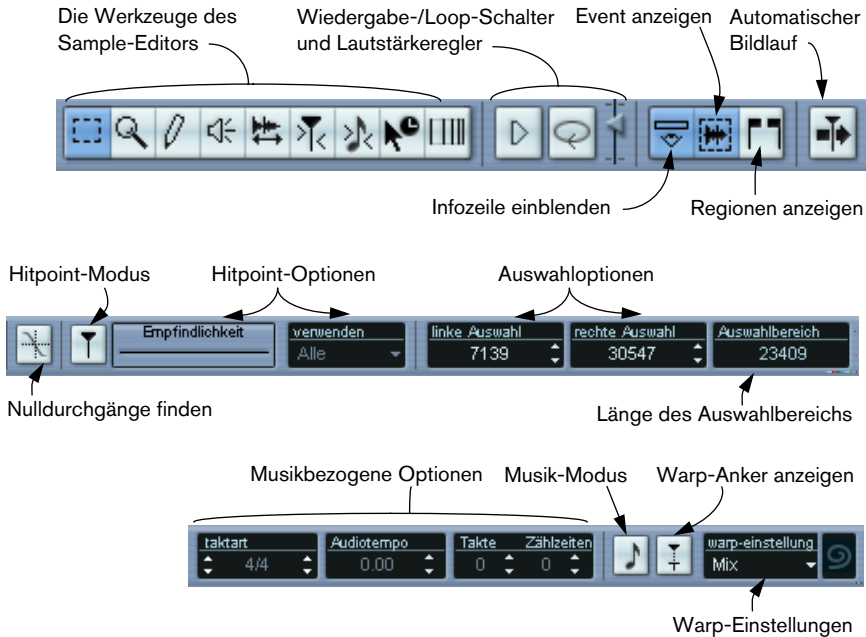 Die Werkzeuge des
Sample-Editors
Wiedergabe-/Loop-Schalter
und Lautstärkeregler
Event anzeigen
Automatischer
Bildlauf
Infozeile einblenden
Regionen anzeigen
Hitpoint-Modus
Hitpoint-Optionen
Auswahloptionen
Empfindlichkeit
verwenden
Alle
linke Auswahl
7139
rechte Auswahl
30547
Auswahlbereich
23409
Nulldurchgänge finden
Länge des Auswahlbereichs
Musikbezogene Optionen
Musik-Modus
Warp-Anker anzeigen
taktart
4/4
Audiotempo
0.00
Takte
0
Zählzeiten
0
warp-einstellung
Mix
Warp-Einstellungen